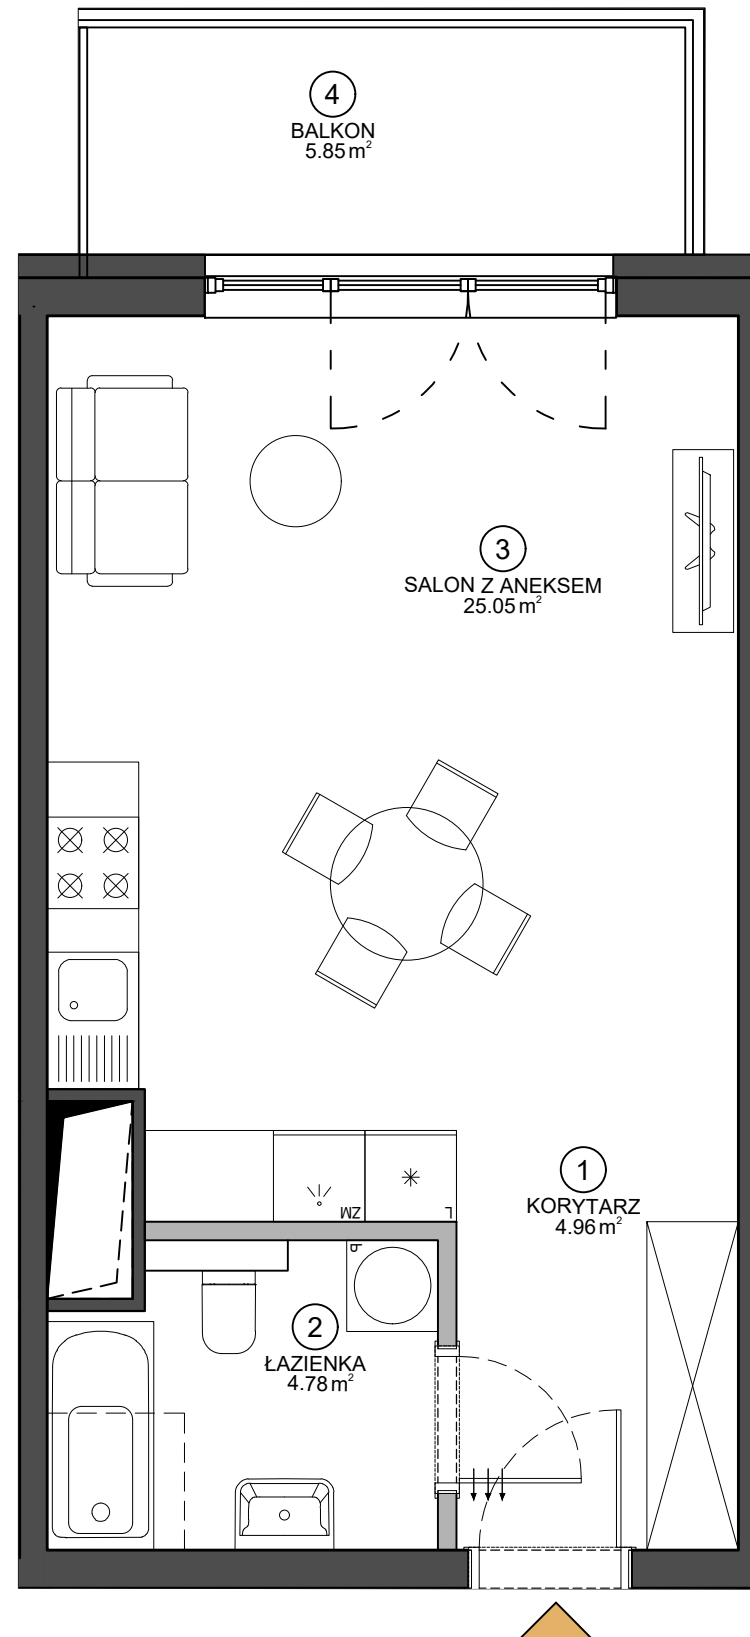 4
BALKON
5.85 m²
3
SALON Z ANEKSEM
25.05 m²
1
KORYTARZ
4.96 m²
ZM
L
P
2
ŁAZIENKA
4.78 m²